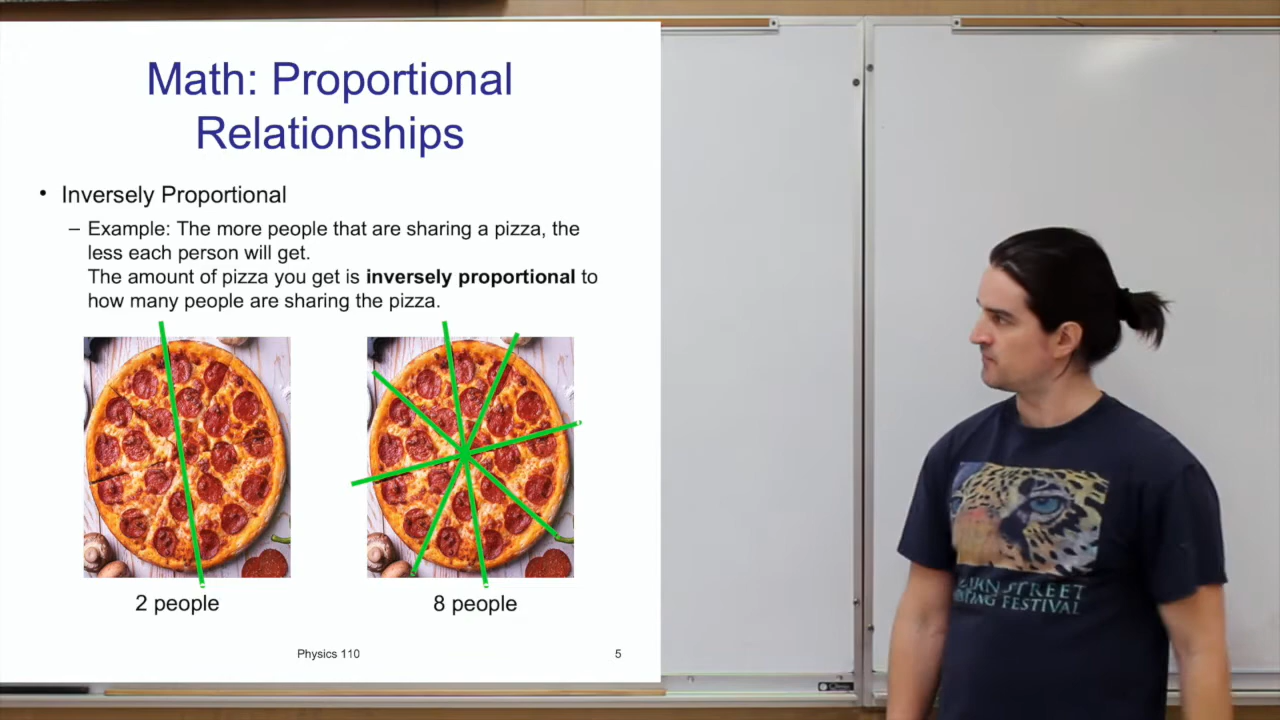 Math: Proportional
Relationships
• Inversely Proportional
– Example: The more people that are sharing a pizza, the
less each person will get.
The amount of pizza you get is inversely proportional to
how many people are sharing the pizza.
2 people
8 people
Physics 110
5
STREET
FESTIVAL